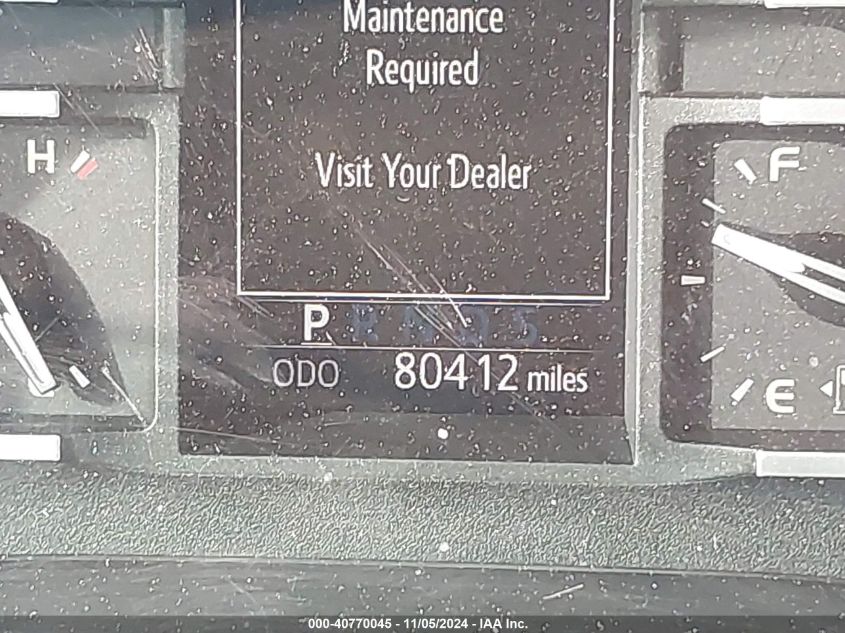 Maintenance
Required
Visit Your Dealer
H
F
P R N D S
ODO 80412 miles
E
000-40770045 - 11/05/2024 - IAA Inc.